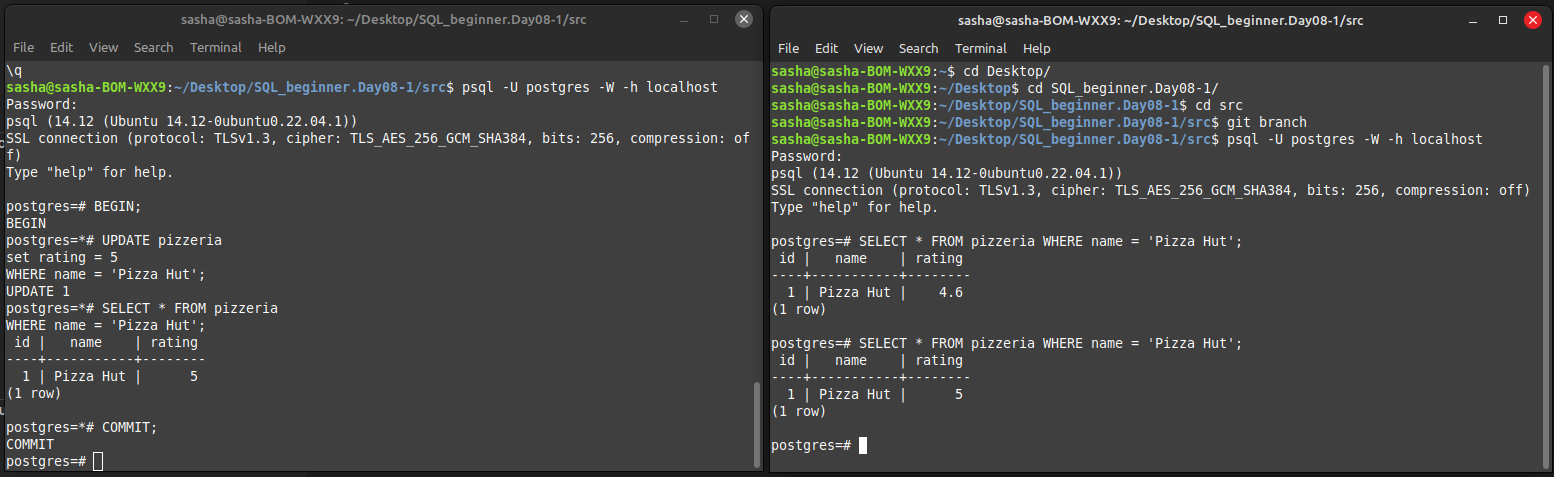 sasha@sasha-BOM-WXX9: ~/Desktop/SQL_beginner.Day08-1/src
File Edit View Search Terminal Help
\q
sasha@sasha-BOM-WXX9:~/Desktop/SQL_beginner.Day08-1/src$ psql -U postgres -W -h localhost
Password:
psql (14.12 (Ubuntu 14.12-0ubuntu0.22.04.1))
SSL connection (protocol: TLSv1.3, cipher: TLS_AES_256_GCM_SHA384, bits: 256, compression: of
f)
Type "help" for help.
postgres=# BEGIN;
BEGIN
postgres=*# UPDATE pizzeria
set rating = 5
WHERE name = 'Pizza Hut';
UPDATE 1
postgres=*# SELECT * FROM pizzeria
WHERE name = 'Pizza Hut';
 id |   name    | rating
----+-----------+--------
  1 | Pizza Hut |      5
(1 row)
postgres=*# COMMIT;
COMMIT
postgres=#
sasha@sasha-BOM-WXX9: ~/Desktop/SQL_beginner.Day08-1/src
File Edit View Search Terminal Help
sasha@sasha-BOM-WXX9:~$ cd Desktop/
sasha@sasha-BOM-WXX9:~/Desktop$ cd SQL_beginner.Day08-1/
sasha@sasha-BOM-WXX9:~/Desktop/SQL_beginner.Day08-1$ cd src
sasha@sasha-BOM-WXX9:~/Desktop/SQL_beginner.Day08-1/src$ git branch
sasha@sasha-BOM-WXX9:~/Desktop/SQL_beginner.Day08-1/src$ psql -U postgres -W -h localhost
Password:
psql (14.12 (Ubuntu 14.12-0ubuntu0.22.04.1))
SSL connection (protocol: TLSv1.3, cipher: TLS_AES_256_GCM_SHA384, bits: 256, compression: off)
Type "help" for help.
postgres=# SELECT * FROM pizzeria WHERE name = 'Pizza Hut';
 id |   name    | rating
----+-----------+--------
  1 | Pizza Hut |    4.6
(1 row)
postgres=# SELECT * FROM pizzeria WHERE name = 'Pizza Hut';
 id |   name    | rating
----+-----------+--------
  1 | Pizza Hut |      5
(1 row)
postgres=#